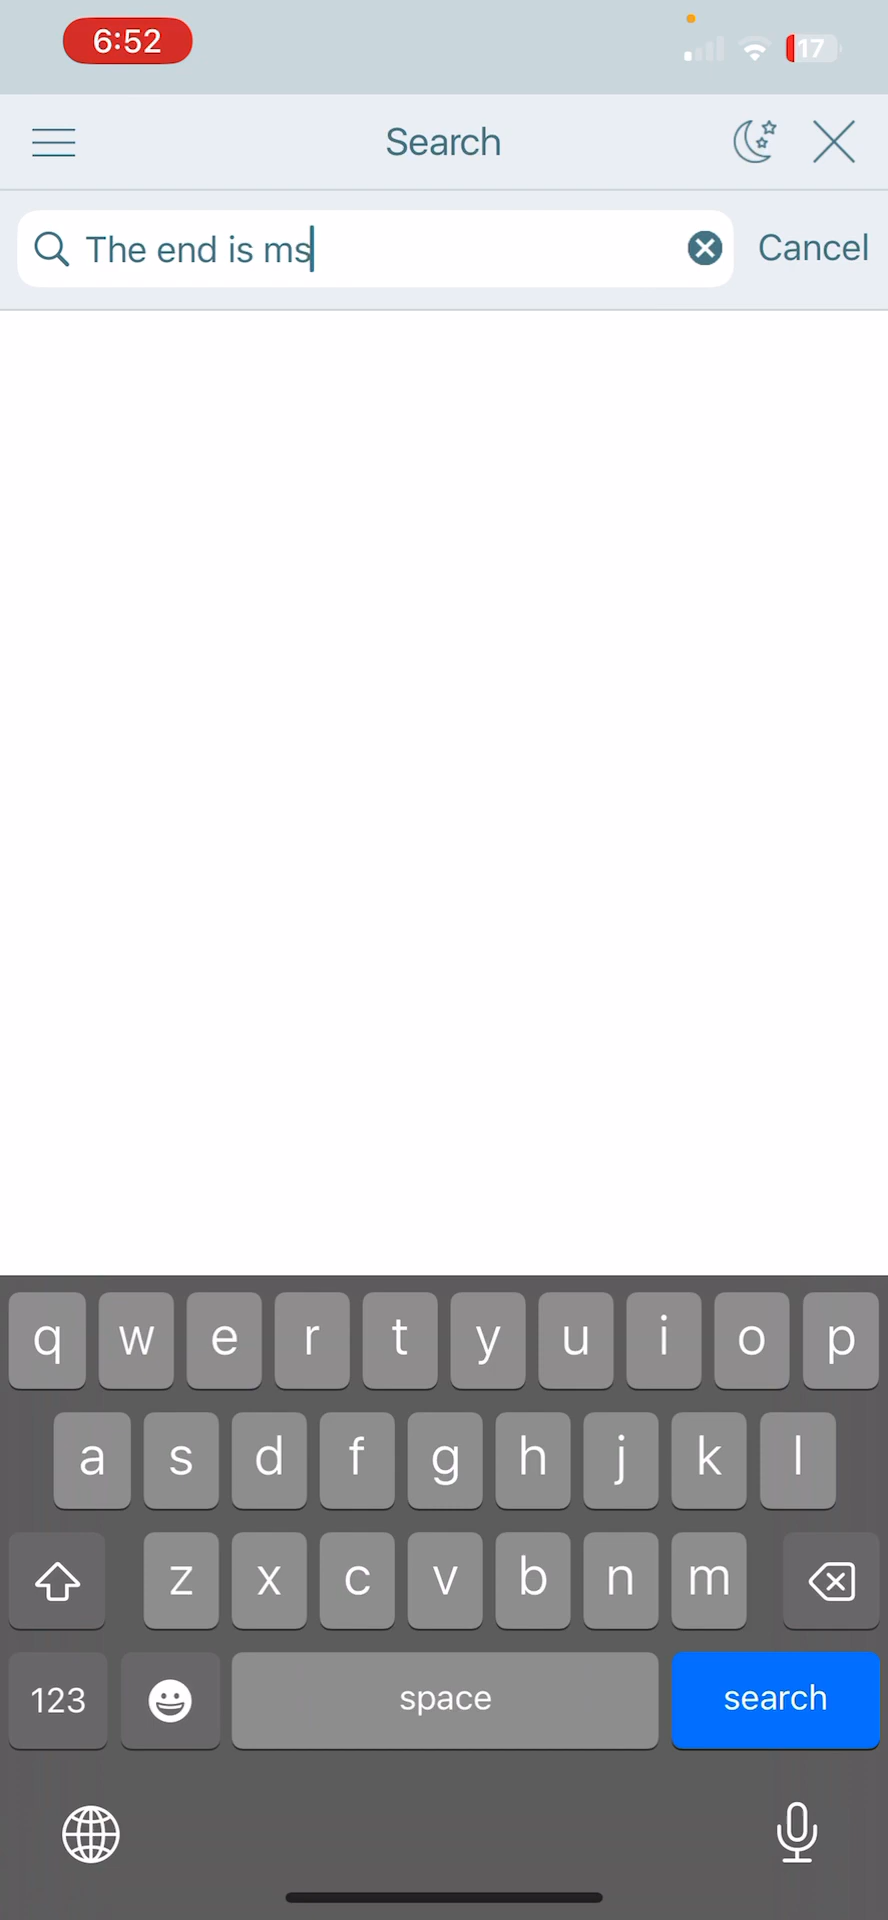 6:52
17
Search
The end is ms
Cancel
q w e r t y u i o p
a s d f g h j k l
z x c v b n m
123 space search